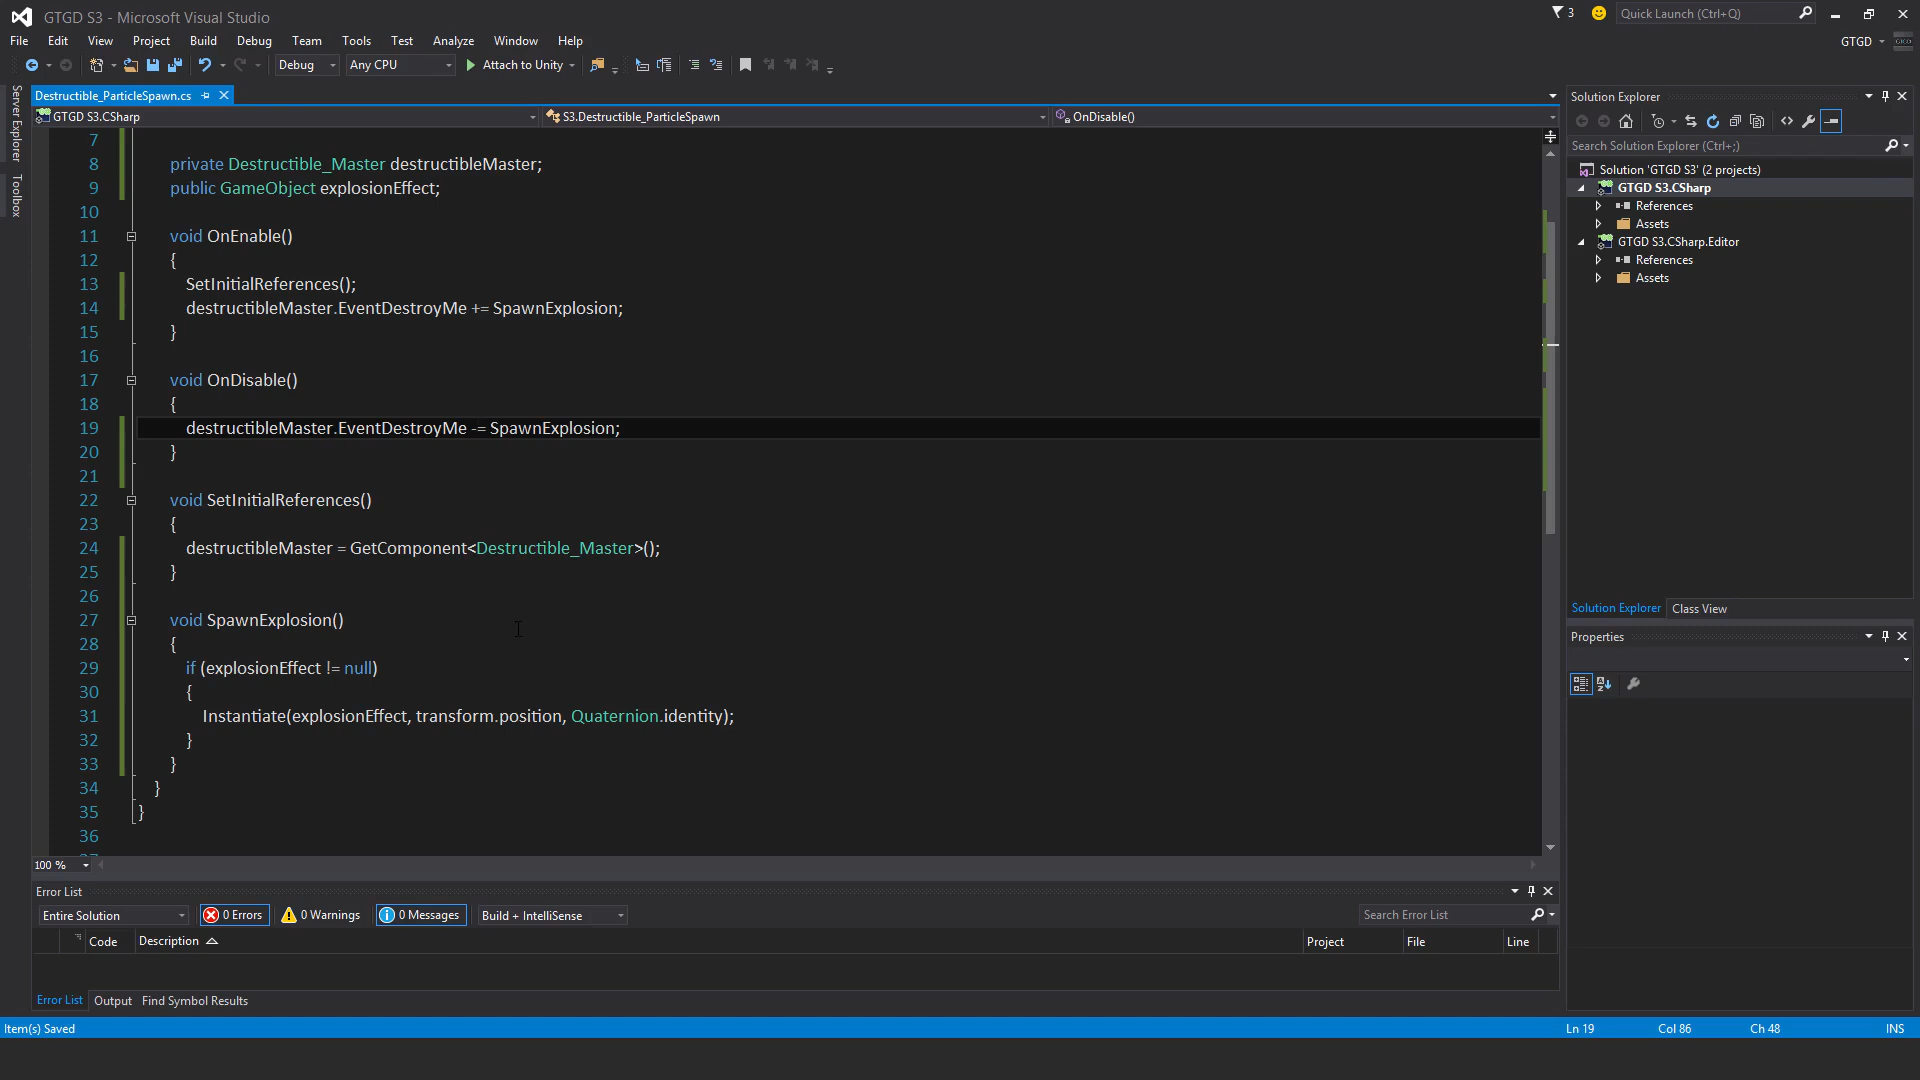 GTGD S3 - Microsoft Visual Studio
3
Quick Launch (Ctrl+Q)
File Edit View Project Build Debug Team Tools Test Analyze Window Help
GTGD
Debug Any CPU Attach to Unity
Server Explorer
Toolbox
Destructible_ParticleSpawn.cs
GTGD S3.CSharp S3.Destructible_ParticleSpawn OnDisable()
7
8 private Destructible_Master destructibleMaster;
9 public GameObject explosionEffect;
10
11 void OnEnable()
12 {
13 SetInitialReferences();
14 destructibleMaster.EventDestroyMe += SpawnExplosion;
15 }
16
17 void OnDisable()
18 {
19 destructibleMaster.EventDestroyMe -= SpawnExplosion;
20 }
21
22 void SetInitialReferences()
23 {
24 destructibleMaster = GetComponent<Destructible_Master>();
25 }
26
27 void SpawnExplosion()
28 {
29 if (explosionEffect != null)
30 {
31 Instantiate(explosionEffect, transform.position, Quaternion.identity);
32 }
33 }
34 }
35 }
36
100 %
Solution Explorer
Search Solution Explorer (Ctrl+;)
Solution 'GTGD S3' (2 projects)
GTGD S3.CSharp
References
Assets
GTGD S3.CSharp.Editor
References
Assets
Solution Explorer Class View
Properties
Error List
Entire Solution 0 Errors 0 Warnings 0 Messages Build + IntelliSense Search Error List
Code Description Project File Line
Error List Output Find Symbol Results
Item(s) Saved Ln 19 Col 86 Ch 48 INS